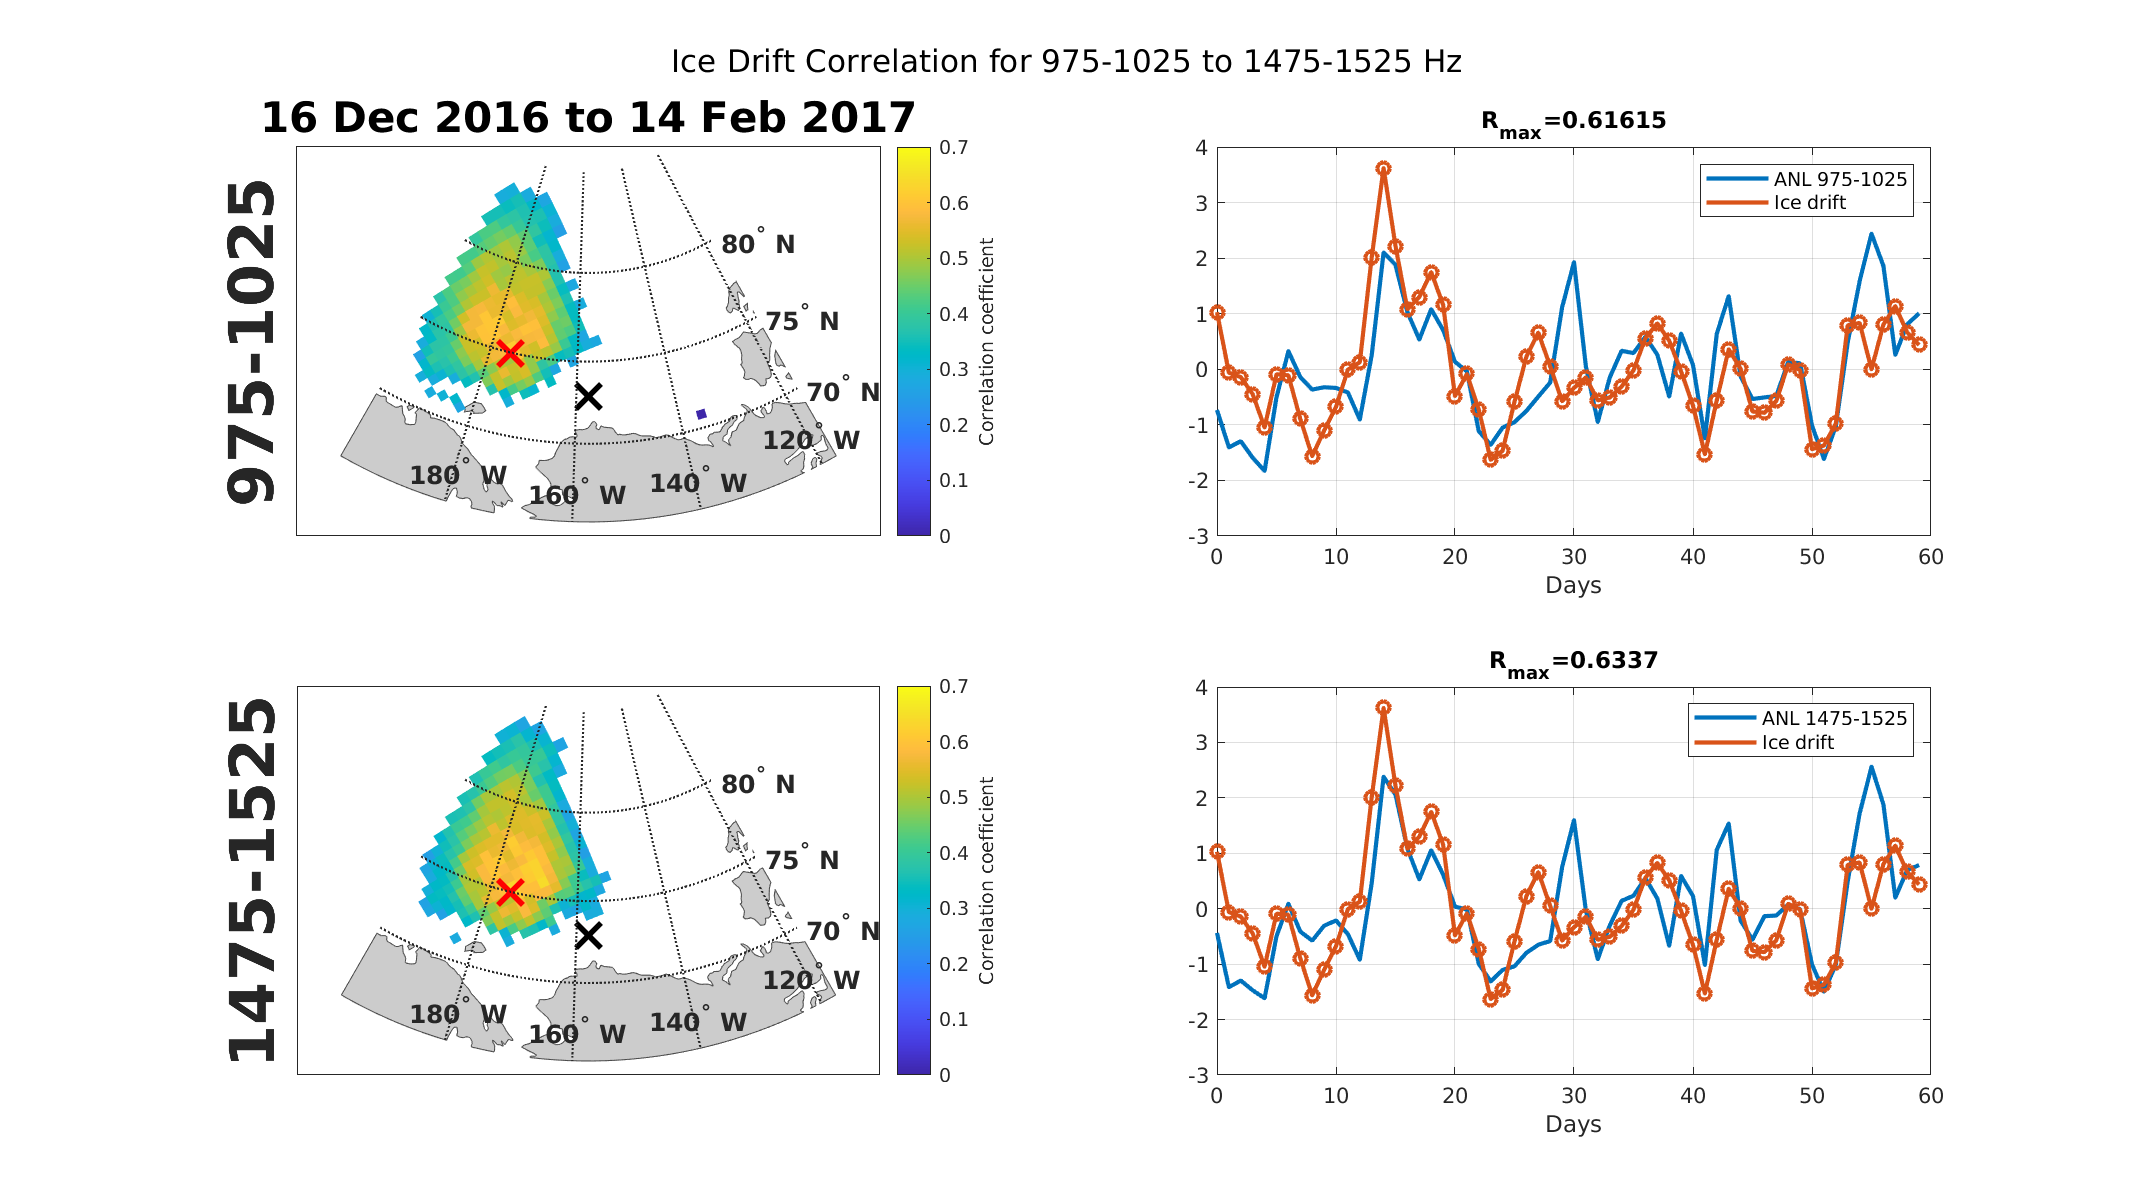 Ice Drift Correlation for 975-1025 to 1475-1525 Hz
16 Dec 2016 to 14 Feb 2017
975-1025
80° N
75° N
70° N
120° W
140° W
160° W
180° W
0.7
0.6
0.5
0.4
0.3
0.2
0.1
0
Correlation coefficient
Rmax=0.61615
4
3
2
1
0
-1
-2
-3
0 10 20 30 40 50 60
Days
ANL 975-1025
Ice drift
1475-1525
80° N
75° N
70° N
120° W
140° W
160° W
180° W
0.7
0.6
0.5
0.4
0.3
0.2
0.1
0
Correlation coefficient
Rmax=0.6337
4
3
2
1
0
-1
-2
-3
0 10 20 30 40 50 60
Days
ANL 1475-1525
Ice drift